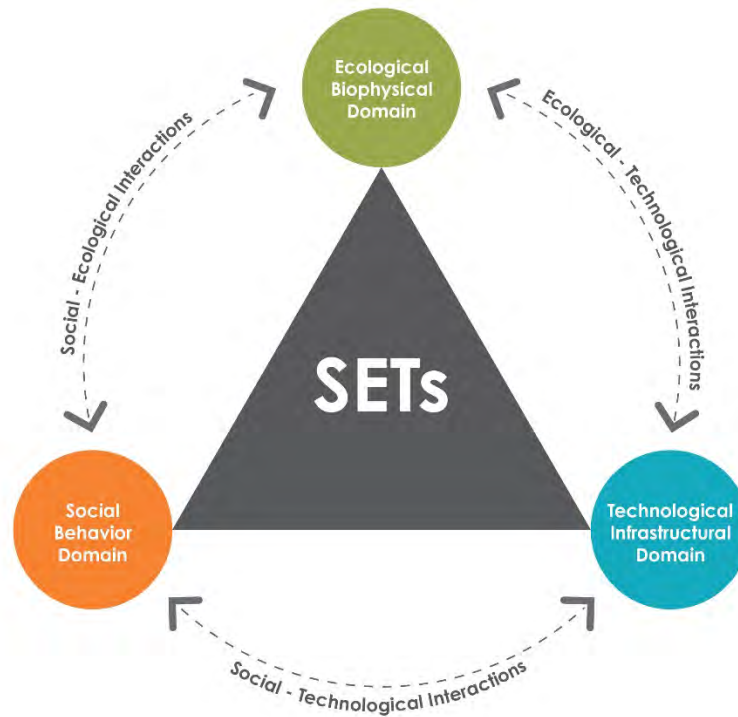 Ecological
Biophysical
Domain
Social - Ecological Interactions
Ecological - Technological Interactions
SETs
Social
Behavior
Domain
Technological
Infrastructural
Domain
Social - Technological Interactions